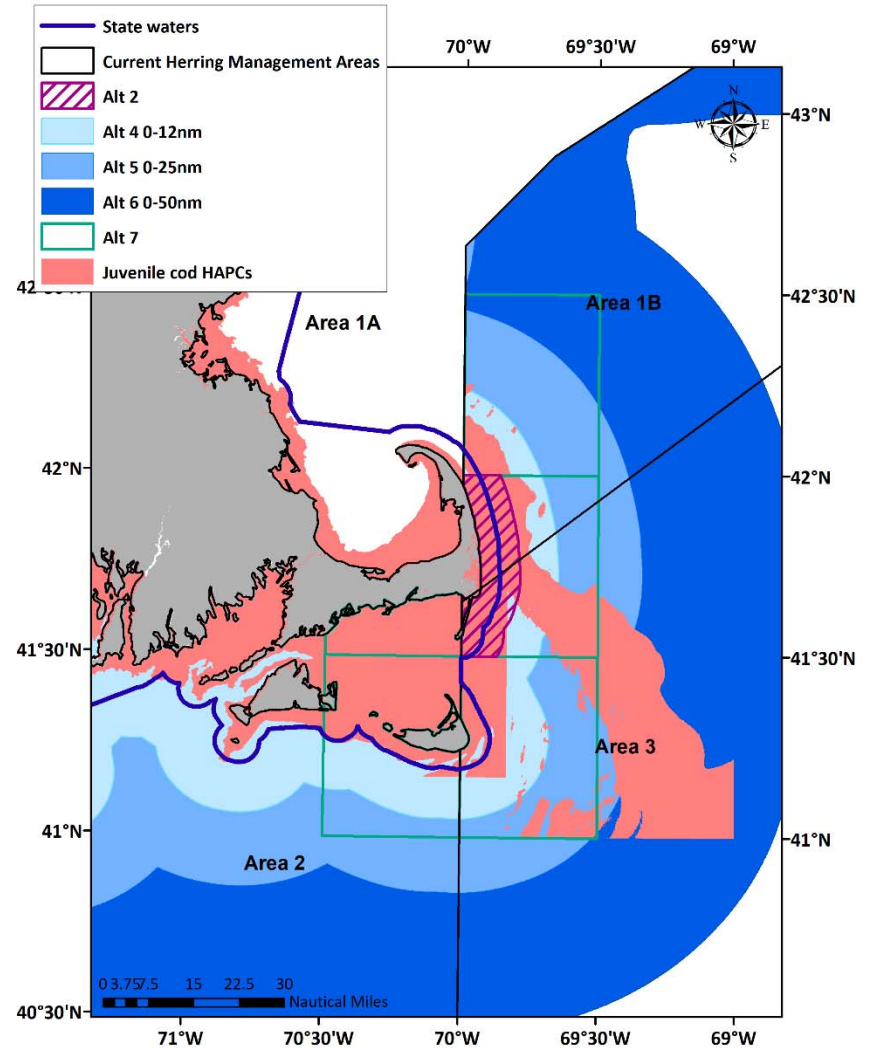 State waters
Current Herring Management Areas
Alt 2
Alt 4 0-12nm
Alt 5 0-25nm
Alt 6 0-50nm
Alt 7
Juvenile cod HAPCs
70°W 69°30'W 69°W
N
W E
S
43°N
42°30'N
Area 1A
Area 1B
42°30'N
42°N
42°N
41°30'N
41°30'N
Area 3
41°N
41°N
Area 2
0 3.75 7.5 15 22.5 30
Nautical Miles
40°30'N
71°W 70°30'W 70°W 69°30'W 69°W